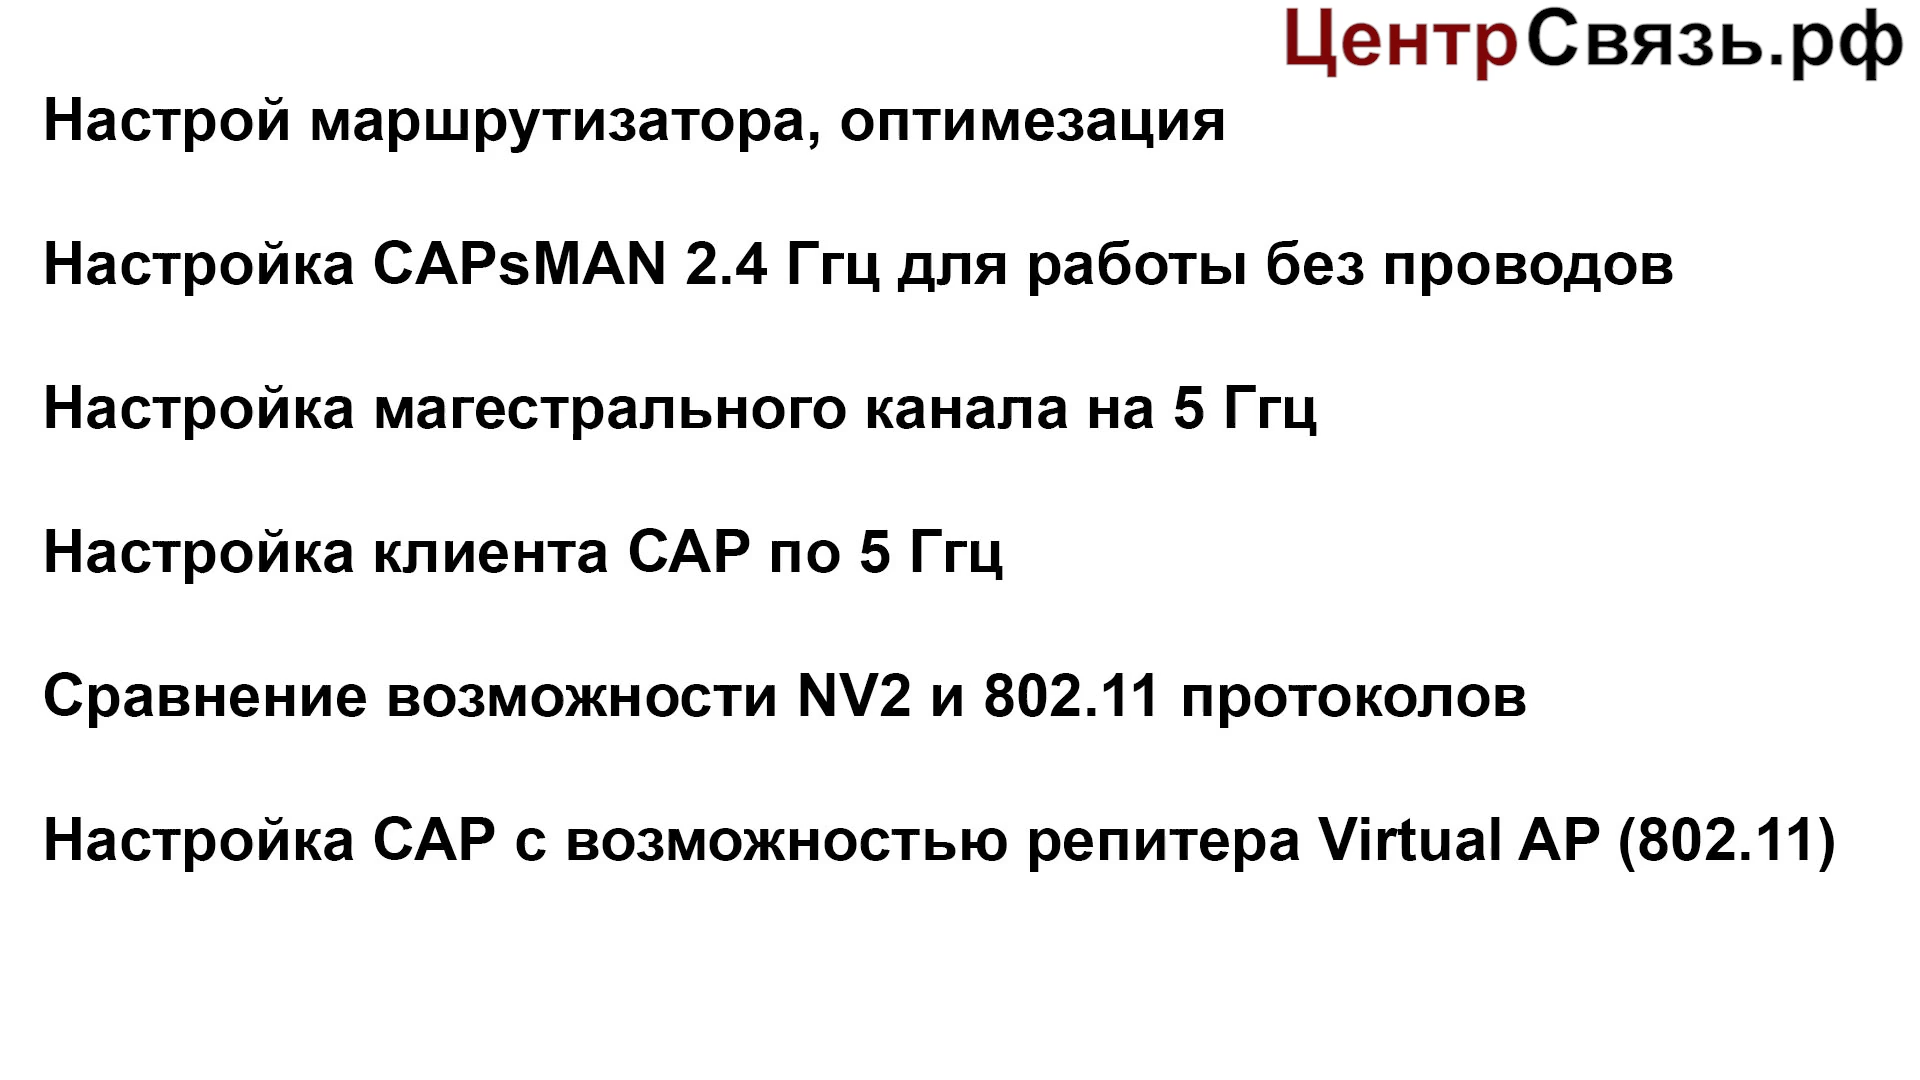 ЦентрСвязь.рф
Настрой маршрутизатора, оптимезация
Настройка CAPsMAN 2.4 Ггц для работы без проводов
Настройка магестрального канала на 5 Ггц
Настройка клиента CAP по 5 Ггц
Сравнение возможности NV2 и 802.11 протоколов
Настройка CAP с возможностью репитера Virtual AP (802.11)